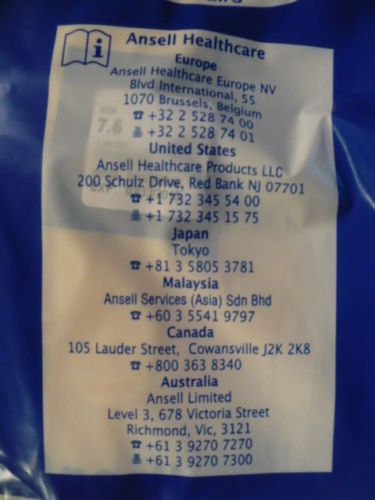 Ansell Healthcare
Europe
Ansell Healthcare Europe NV
Blvd International, 55
1070 Brussels, Belgium
☎ +32 2 528 74 00
+32 2 528 74 01
United States
Ansell Healthcare Products LLC
200 Schulz Drive, Red Bank NJ 07701
☎ +1 732 345 54 00
+1 732 345 15 75
Japan
Tokyo
☎ +81 3 5805 3781
Malaysia
Ansell Services (Asia) Sdn Bhd
☎ +60 3 5541 9797
Canada
105 Lauder Street, Cowansville J2K 2K8
☎ +800 363 8340
Australia
Ansell Limited
Level 3, 678 Victoria Street
Richmond, Vic, 3121
☎ +61 3 9270 7270
+61 3 9270 7300
7.6